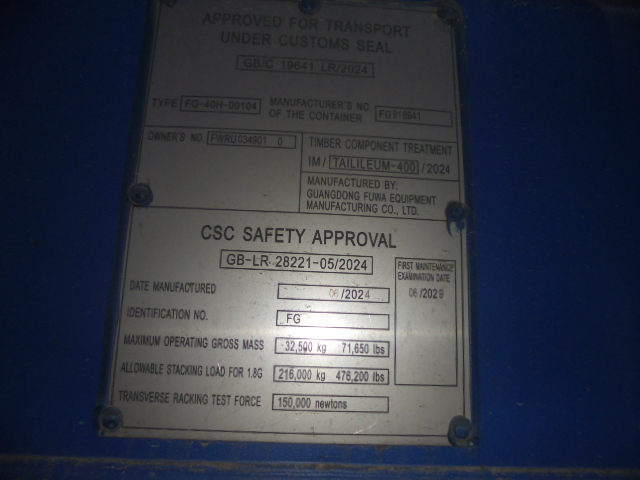 APPROVED FOR TRANSPORT
UNDER CUSTOMS SEAL
GB/C 19641 LR/2024
TYPE FG-40H-00104 MANUFACTURER'S NO
OF THE CONTAINER
OWNER'S NO. FWRU 034901 0
TIMBER COMPONENT TREATMENT
IM / TAILILEUM-400 / 2024
MANUFACTURED BY:
GUANGDONG FUWA EQUIPMENT
MANUFACTURING CO., LTD.
CSC SAFETY APPROVAL
GB-LR 28221-05/2024
DATE MANUFACTURED 06/2024
IDENTIFICATION NO. FG
MAXIMUM OPERATING GROSS MASS 32,500 kg 71,650 lbs
ALLOWABLE STACKING LOAD FOR 1.8G 216,000 kg 476,200 lbs
TRANSVERSE RACKING TEST FORCE 150,000 newtons
FIRST MAINTENANCE
EXAMINATION DATE
06/2029